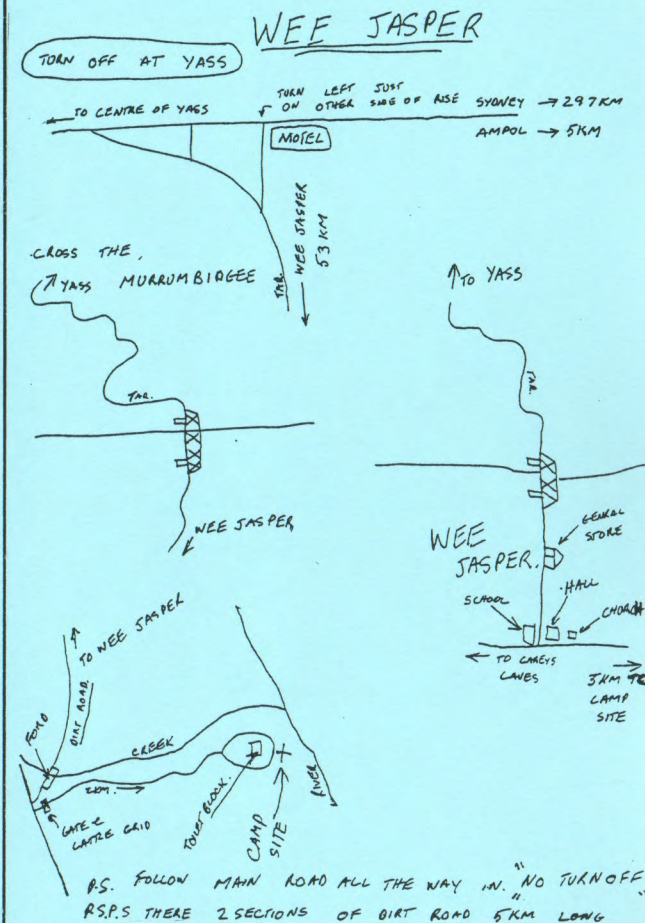 WEE JASPER
TURN OFF AT YASS
TO CENTRE OF YASS
TURN LEFT JUST
ON OTHER SIDE OF RISE
SYDNEY → 297KM
AMPOL → 5KM
MOTEL
WEE JASPER
53 KM
TAR.
CROSS THE
MURRUMBIDGEE
YASS
TAR.
WEE JASPER
TO YASS
TAR.
WEE
JASPER.
GENRAL
STORE
SCHOOL
HALL
CHURCH
TO CAREYS
CAVES
3KM TO
CAMP
SITE
TO WEE JASPER
DIRT ROAD.
FORD
CREEK
2KM.
GATE &
CATTLE GRID
TOILET BLOCK.
CAMP
SITE
RIVER
P.S. FOLLOW MAIN ROAD ALL THE WAY IN. "NO TURNOFF"
P.S.P.S THERE 2 SECTIONS OF DIRT ROAD 5KM LONG